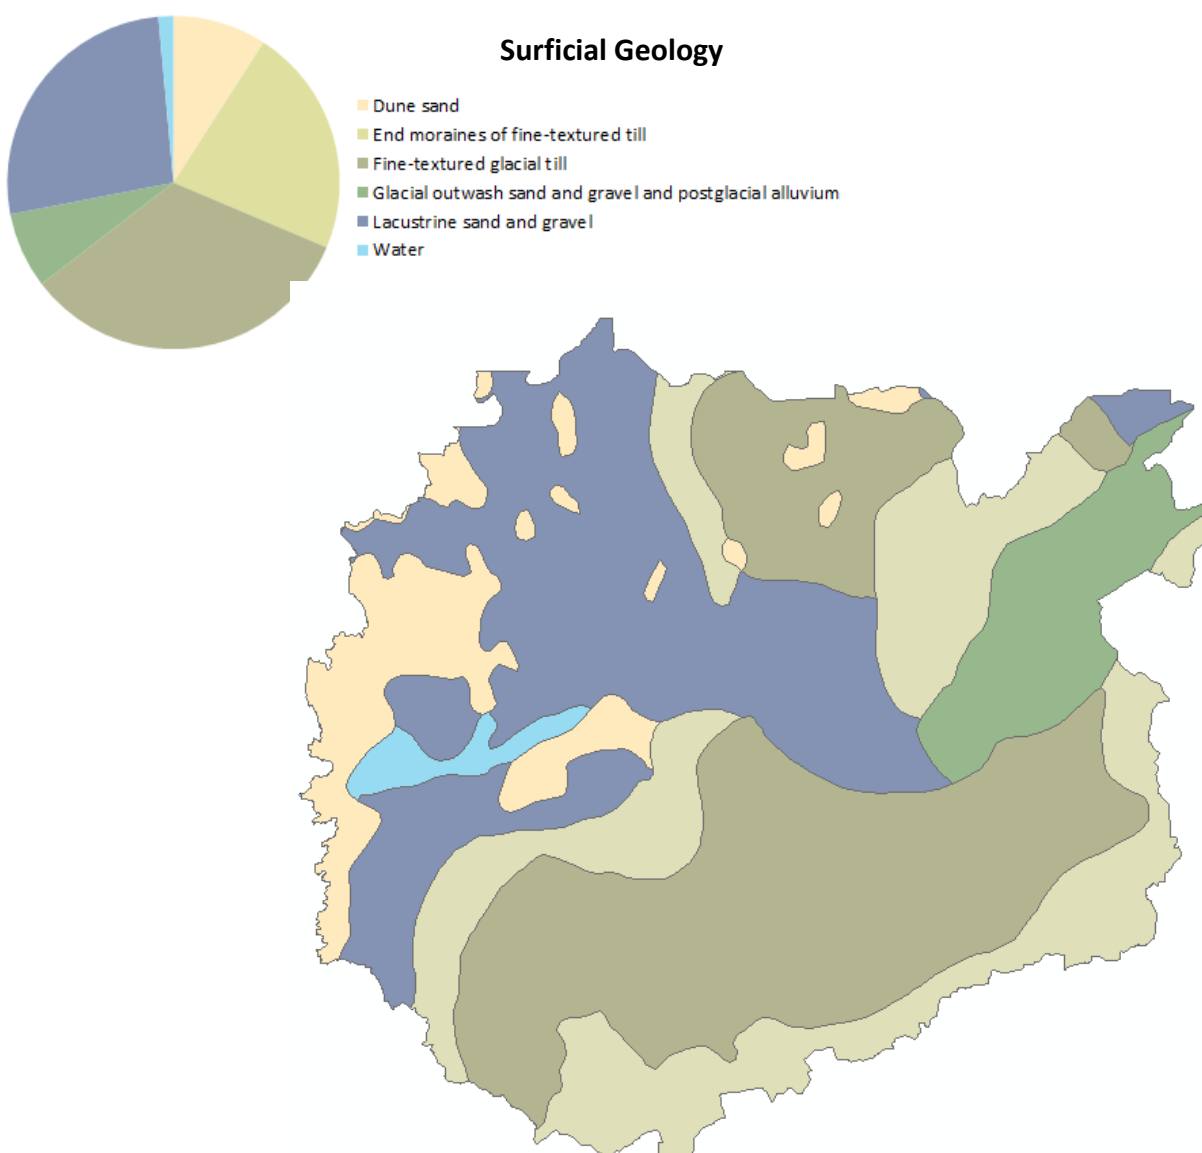 Surficial Geology
Dune sand
End moraines of fine-textured till
Fine-textured glacial till
Glacial outwash sand and gravel and postglacial alluvium
Lacustrine sand and gravel
Water